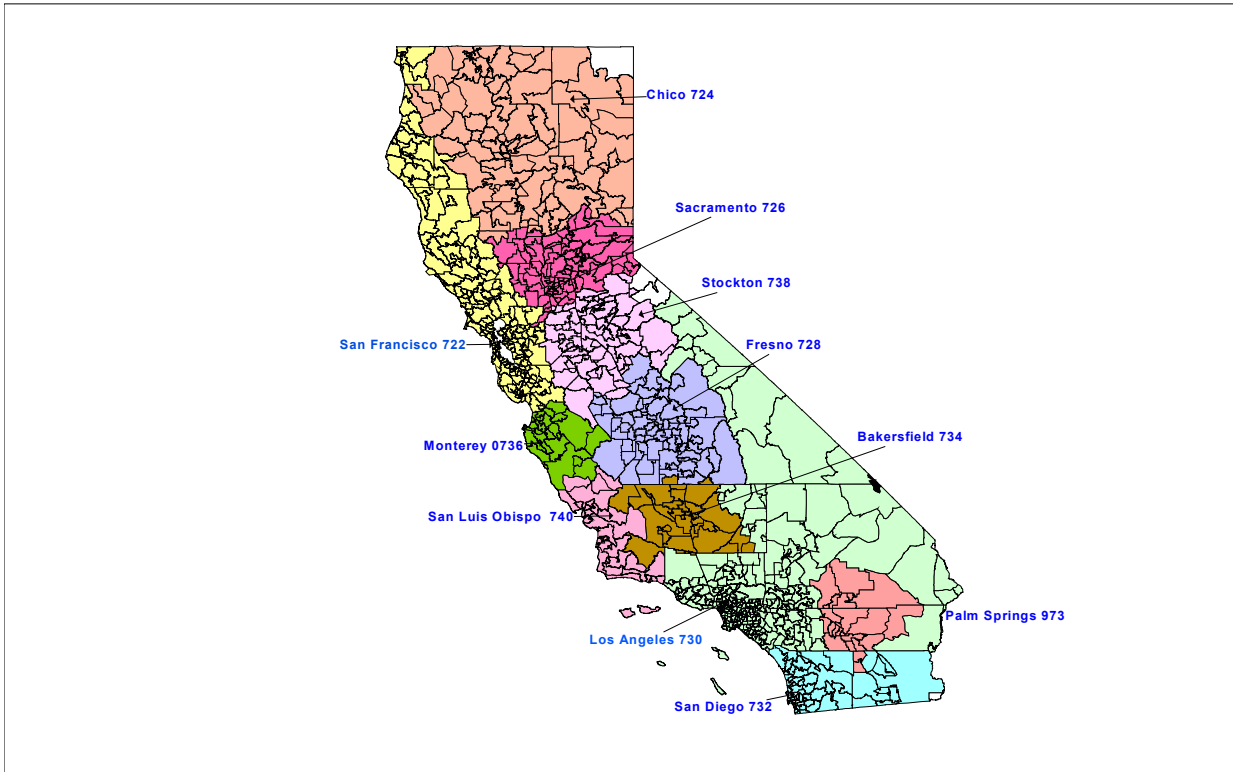 Chico 724
Sacramento 726
Stockton 738
San Francisco 722
Fresno 728
Bakersfield 734
Monterey 0736
San Luis Obispo 740
Palm Springs 973
Los Angeles 730
San Diego 732